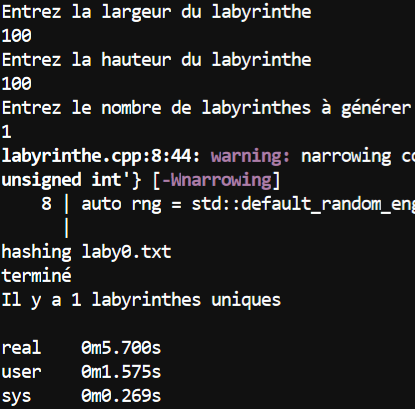 Entrez la largeur du labyrinthe
100
Entrez la hauteur du labyrinthe
100
Entrez le nombre de labyrinthes à générer
1
labyrinthe.cpp:8:44: warning: narrowing
unsigned int'} [-Wnarrowing]
8 | auto rng = std::default_random_eng
|
hashing laby0.txt
terminé
Il y a 1 labyrinthes uniques
real 0m5.700s
user 0m1.575s
sys 0m0.269s